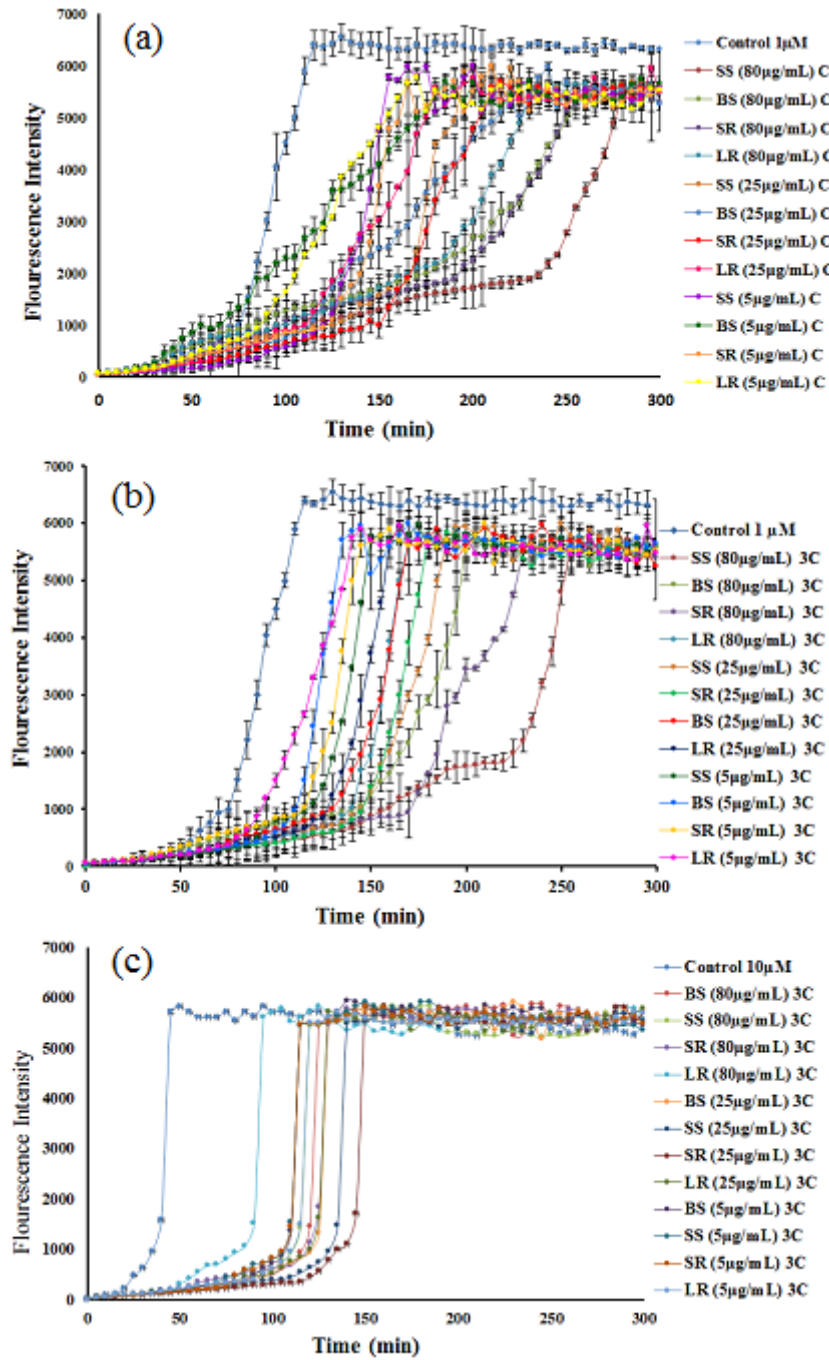 (a)
7000
6000
5000
4000
3000
2000
1000
0
Flourescence Intensity
0 50 100 150 200 250 300
Time (min)
Control 1µM
SS (80µg/mL) C
BS (80µg/mL) C
SR (80µg/mL) C
LR (80µg/mL) C
SS (25µg/mL) C
BS (25µg/mL) C
SR (25µg/mL) C
LR (25µg/mL) C
SS (5µg/mL) C
BS (5µg/mL) C
SR (5µg/mL) C
LR (5µg/mL) C
(b)
7000
6000
5000
4000
3000
2000
1000
0
Flourescence Intensity
0 50 100 150 200 250 300
Time (min)
Control 1 µM
SS (80µg/mL) 3C
BS (80µg/mL) 3C
SR (80µg/mL) 3C
LR (80µg/mL) 3C
SS (25µg/mL) 3C
SR (25µg/mL) 3C
BS (25µg/mL) 3C
LR (25µg/mL) 3C
SS (5µg/mL) 3C
BS (5µg/mL) 3C
SR (5µg/mL) 3C
LR (5µg/mL) 3C
(c)
7000
6000
5000
4000
3000
2000
1000
0
Flourescence Intensity
0 50 100 150 200 250 300
Time (min)
Control 10µM
BS (80µg/mL) 3C
SS (80µg/mL) 3C
SR (80µg/mL) 3C
LR (80µg/mL) 3C
BS (25µg/mL) 3C
SS (25µg/mL) 3C
SR (25µg/mL) 3C
LR (25µg/mL) 3C
BS (5µg/mL) 3C
SS (5µg/mL) 3C
SR (5µg/mL) 3C
LR (5µg/mL) 3C